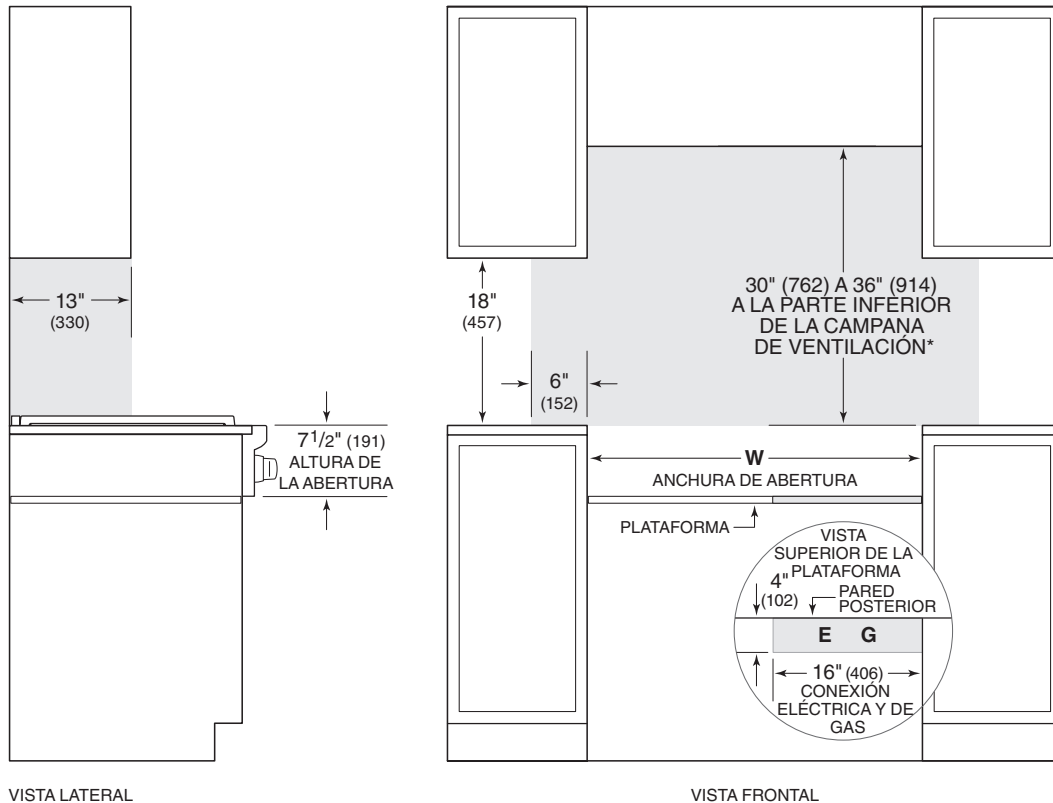 13"
(330)
7 1/2" (191)
ALTURA DE
LA ABERTURA
VISTA LATERAL
18"
(457)
6"
(152)
30" (762) A 36" (914)
A LA PARTE INFERIOR
DE LA CAMPANA
DE VENTILACIÓN*
W
ANCHURA DE ABERTURA
PLATAFORMA
VISTA
SUPERIOR DE LA
PLATAFORMA
4"
(102)
PARED
POSTERIOR
E G
16" (406)
CONEXIÓN
ELÉCTRICA Y DE
GAS
VISTA FRONTAL